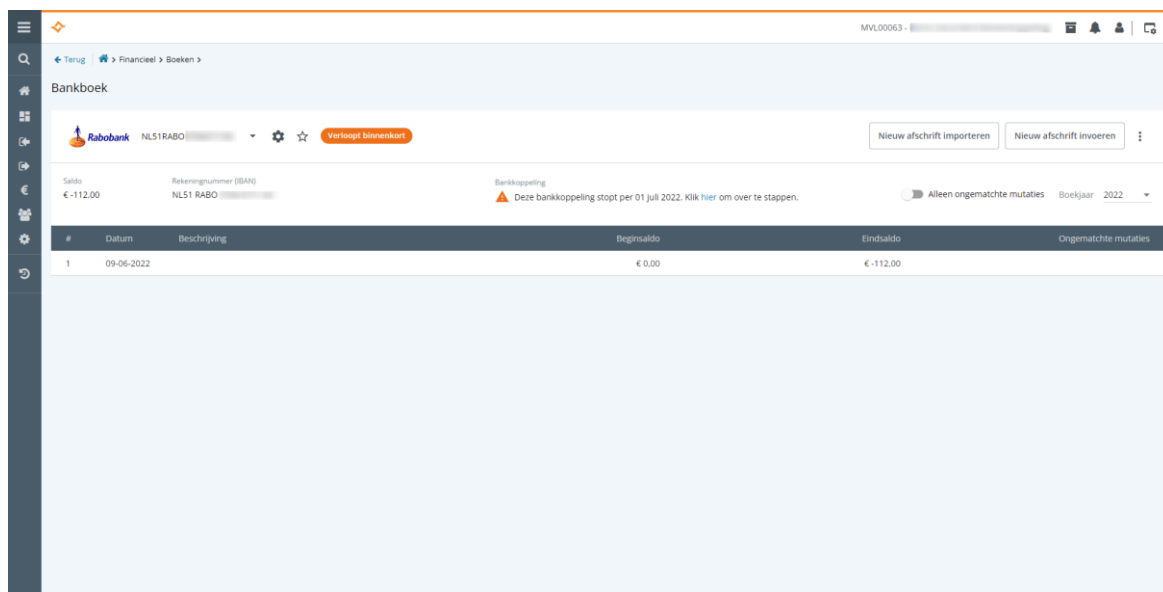 MVL00063 -
Terug > Financieel > Boeken >
Bankboek
Rabobank NL51RABO Verloopt binnenkort Nieuw afschrift importeren Nieuw afschrift invoeren
Saldo Rekeningnummer (IBAN) Bankkoppeling
€ -112.00 NL51 RABO Deze bankkoppeling stopt per 01 juli 2022. Klik hier om over te stappen. Alleen ongematchte mutaties Boekjaar 2022
# Datum Beschrijving Beginsaldo Eindsaldo Ongematchte mutaties
1 09-06-2022 € 0,00 € -112,00